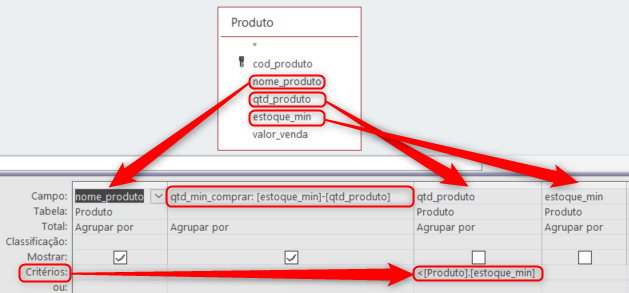 Produto
*
cod_produto
nome_produto
qtd_produto
estoque_min
valor_venda
Campo: nome_produto qtd_min_comprar: [estoque_min]-[qtd_produto] qtd_produto estoque_min
Tabela: Produto Produto Produto
Total: Agrupar por Agrupar por Agrupar por Agrupar por
Classificação:
Mostrar:
Critérios: <[Produto].[estoque_min]
ou: